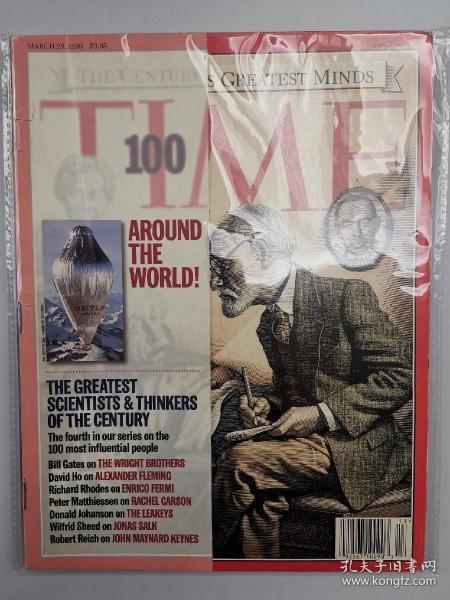 MARCH 29, 1999 $3.95
THE CENTURY'S GREATEST MINDS
TIME
100
AROUND
THE
WORLD!
THE GREATEST
SCIENTISTS & THINKERS
OF THE CENTURY
The fourth in our series on the
100 most influential people
Bill Gates on THE WRIGHT BROTHERS
David Ho on ALEXANDER FLEMING
Richard Rhodes on ENRICO FERMI
Peter Matthiessen on RACHEL CARSON
Donald Johanson on THE LEAKEYS
Wilfrid Sheed on JONAS SALK
Robert Reich on JOHN MAYNARD KEYNES
孔夫子旧书网
www.kongfz.com